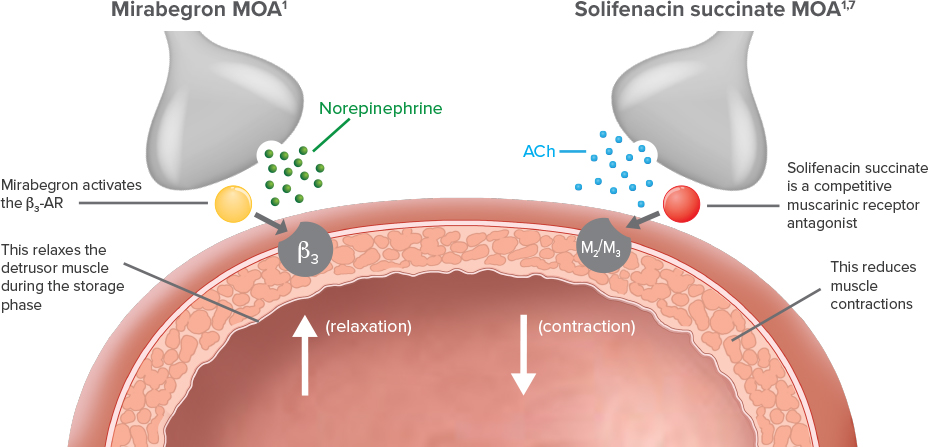 Mirabegron MOA¹
Solifenacin succinate MOA¹,⁷
Norepinephrine
ACh
Mirabegron activates
the β₃-AR
Solifenacin succinate
is a competitive
muscarinic receptor
antagonist
β₃
M₂/M₃
This relaxes the
detrusor muscle
during the storage
phase
This reduces
muscle
contractions
(relaxation)
(contraction)